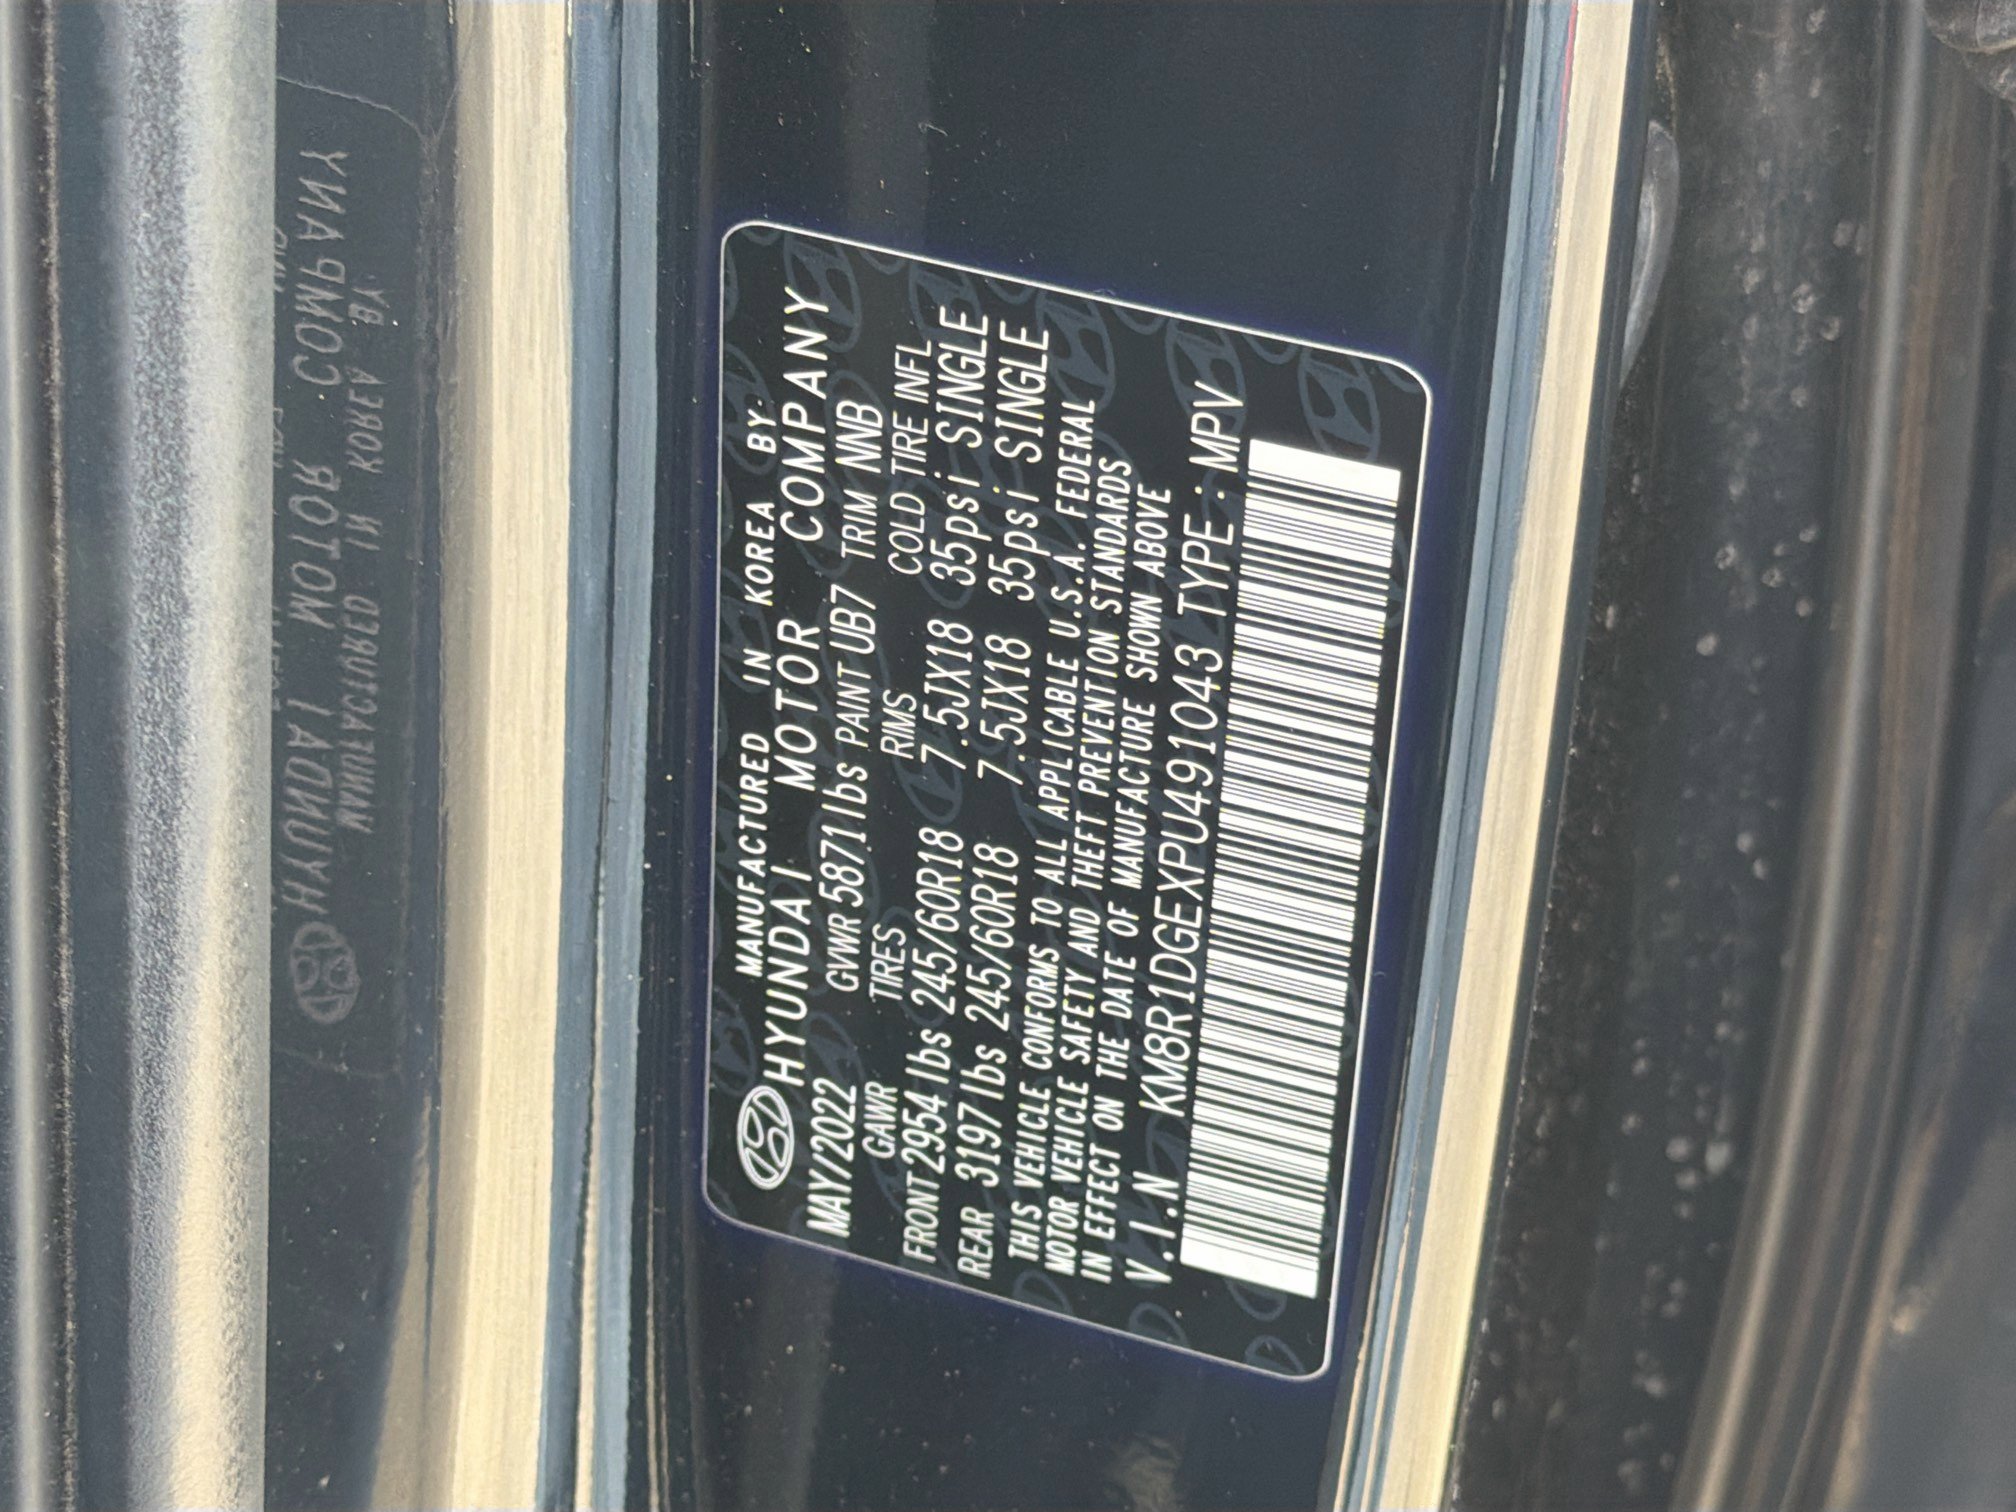 MANUFACTURED IN KOREA BY:
HYUNDAI MOTOR COMPANY
MAY/2022 GVWR 5871lbs PAINT UB7 TRIM NNB
GAWR TIRES RIMS COLD TIRE INFL
FRONT 2954lbs 245/60R18 7.5JX18 35psi SINGLE
REAR 3197lbs 245/60R18 7.5JX18 35psi SINGLE
THIS VEHICLE CONFORMS TO ALL APPLICABLE U.S.A. FEDERAL
MOTOR VEHICLE SAFETY AND THEFT PREVENTION STANDARDS
IN EFFECT ON THE DATE OF MANUFACTURE SHOWN ABOVE
V.I.N KM8R1DGEXPU491043 TYPE:MPV
MANUFACTURED IN KOREA BY
HYUNDAI MOTOR COMPANY